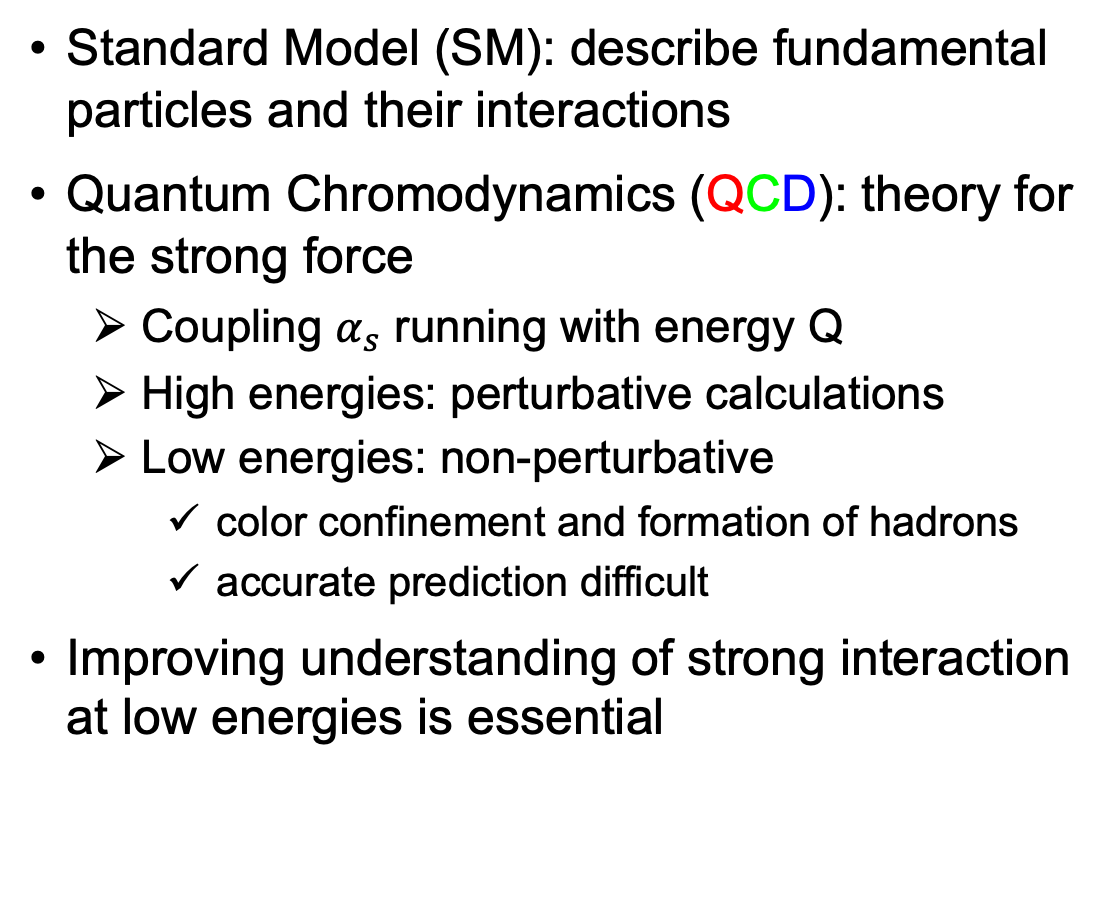 • Standard Model (SM): describe fundamental
particles and their interactions
• Quantum Chromodynamics (QCD): theory for
the strong force
➢ Coupling αₛ running with energy Q
➢ High energies: perturbative calculations
➢ Low energies: non-perturbative
✓ color confinement and formation of hadrons
✓ accurate prediction difficult
• Improving understanding of strong interaction
at low energies is essential